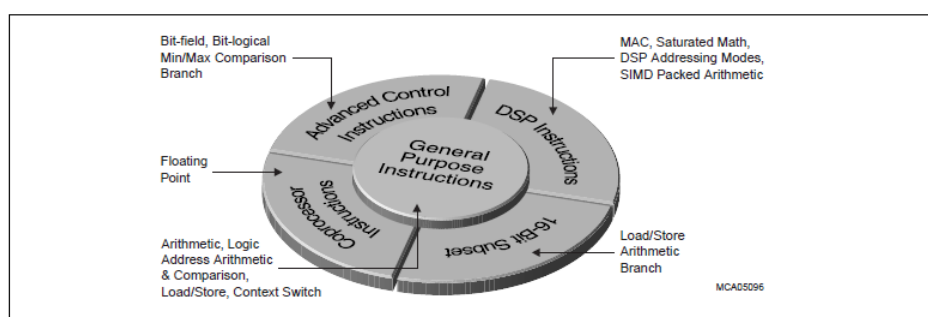 Bit-field, Bit-logical
Min/Max Comparison
Branch
MAC, Saturated Math,
DSP Addressing Modes,
SIMD Packed Arithmetic
Advanced Control
Instructions
DSP Instructions
General
Purpose
Instructions
Floating
Point
Coprocessor
Instructions
16-Bit Subset
Arithmetic, Logic
Address Arithmetic
& Comparison,
Load/Store, Context Switch
Load/Store
Arithmetic
Branch
MCA05096